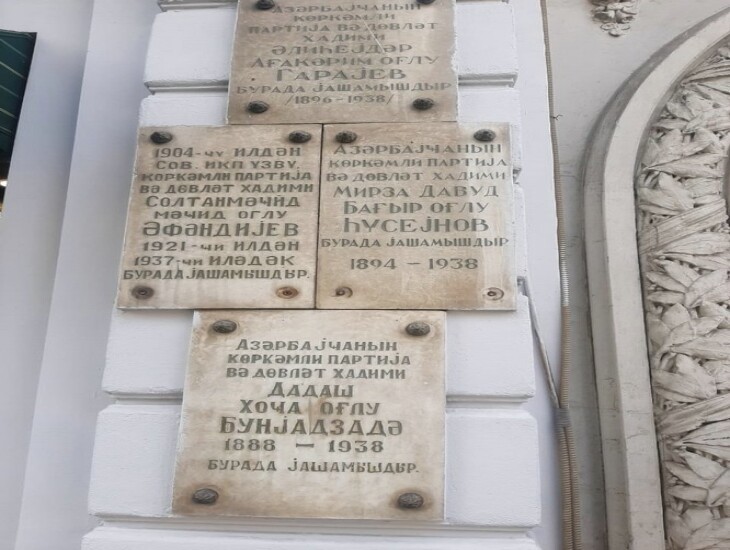 Азәрбајҹанын
көркәмли
партија вә дөвләт
хадими
Әлиһејдәр
Ағакәрим оғлу
Гарајев
бурада јашамышдыр
/1896-1938/
1904-ҹу илдән
Сов. ИКП үзвү,
көркәмли партија
вә дөвләт хадими
Солтанмәҹид
Мәҹид оғлу
Әфәндијев
1921-ҹи илдән
1937-ҹи иләдәк
бурада јашамышдыр.
Азәрбајҹанын
көркәмли партија
вә дөвләт хадими
Мирзә Давуд
Бағыр оғлу
Һүсејнов
бурада јашамышдыр
1894 – 1938
Азәрбајҹанын
көркәмли партија
вә дөвләт хадими
Дадаш
Хоҹа оғлу
Бунјадзадә
1888 – 1938
бурада јашамышдыр.